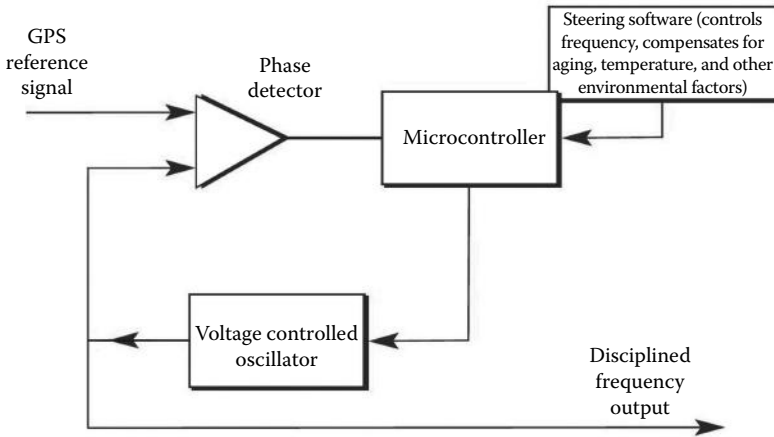 GPS
reference
signal
Phase
detector
Steering software (controls
frequency, compensates for
aging, temperature, and other
environmental factors)
Microcontroller
Voltage controlled
oscillator
Disciplined
frequency
output